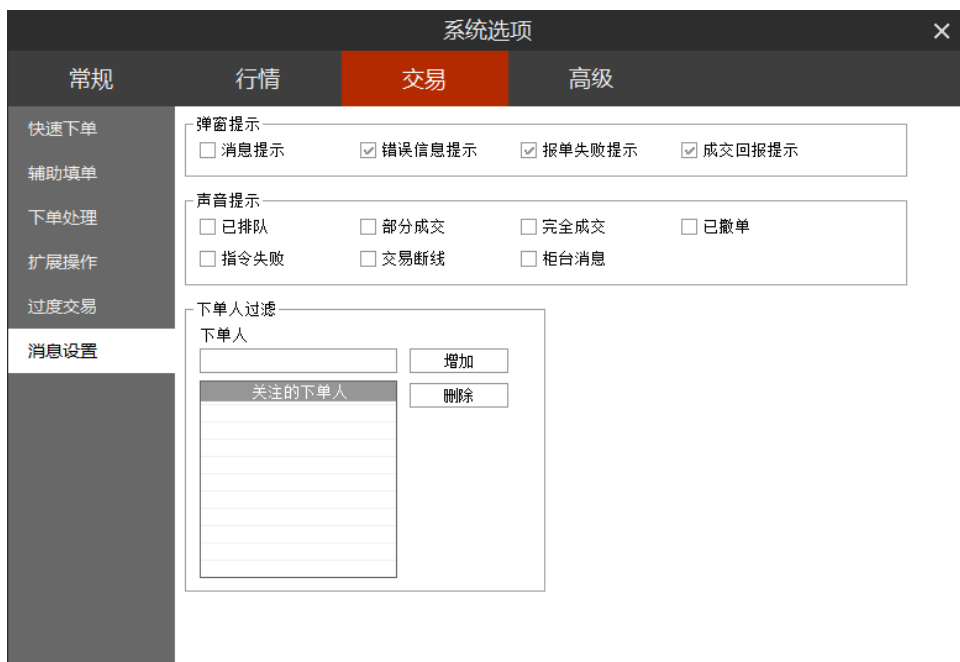 系统选项
常规 行情 交易 高级
快速下单
辅助填单
下单处理
扩展操作
过度交易
消息设置
弹窗提示
消息提示 错误信息提示 报单失败提示 成交回报提示
声音提示
已排队 部分成交 完全成交 已撤单
指令失败 交易断线 柜台消息
下单人过滤
下单人
增加
关注的下单人
删除